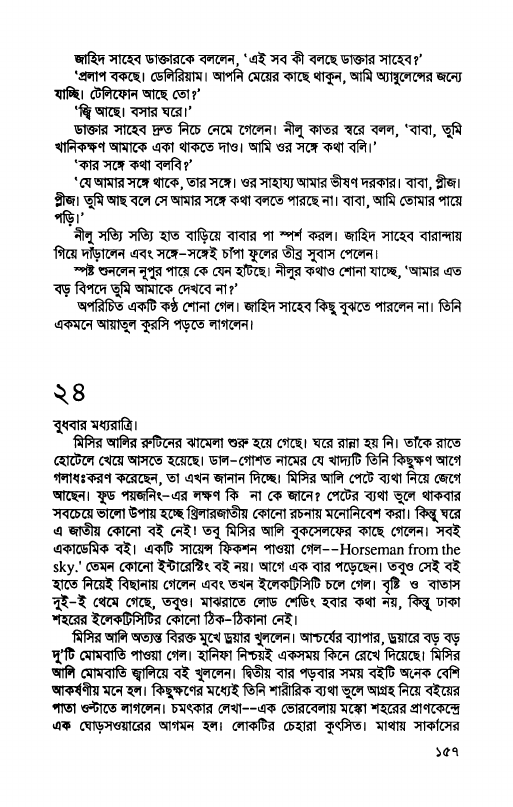 জাহিদ সাহেব ডাক্তারকে বললেন, ‘এই সব কী বলছে ডাক্তার সাহেব?’
‘প্রলাপ বকছে। ডেলিরিয়াম। আপনি মেয়ের কাছে থাকুন, আমি অ্যাম্বুলেন্সের জন্যে
যাচ্ছি। টেলিফোন আছে তো?’
‘জ্বি আছে। বসার ঘরে।’
ডাক্তার সাহেব দ্রুত নিচে নেমে গেলেন। নীলু কাতর স্বরে বলল, ‘বাবা, তুমি
খানিকক্ষণ আমাকে একা থাকতে দাও। আমি ওর সঙ্গে কথা বলি।’
‘কার সঙ্গে কথা বলবি?’
‘যে আমার সঙ্গে থাকে, তার সঙ্গে। ওর সাহায্য আমার ভীষণ দরকার। বাবা, প্লীজ।
প্লীজ। তুমি আছ বলে সে আমার সঙ্গে কথা বলতে পারছে না। বাবা, আমি তোমার পায়ে
পড়ি।’
নীলু সত্যি সত্যি হাত বাড়িয়ে বাবার পা স্পর্শ করল। জাহিদ সাহেব বারান্দায়
গিয়ে দাঁড়ালেন এবং সঙ্গে-সঙ্গেই চাঁপা ফুলের তীব্র সুবাস পেলেন।
স্পষ্ট শুনলেন নূপুর পায়ে কে যেন হাঁটছে। নীলুর কথাও শোনা যাচ্ছে, ‘আমার এত
বড় বিপদে তুমি আমাকে দেখবে না?’
অপরিচিত একটি কণ্ঠ শোনা গেল। জাহিদ সাহেব কিছু বুঝতে পারলেন না। তিনি
একমনে আয়াতুল কুরসি পড়তে লাগলেন।
২৪
বুধবার মধ্যরাত্রি।
মিসির আলির রুটিনের ঝামেলা শুরু হয়ে গেছে। ঘরে রান্না হয় নি। তাঁকে রাতে
হোটেলে খেয়ে আসতে হয়েছে। ডাল-গোশত নামের যে খাদ্যটি তিনি কিছুক্ষণ আগে
গলাধঃকরণ করেছেন, তা এখন জানান দিচ্ছে। মিসির আলি পেটে ব্যথা নিয়ে জেগে
আছেন। ফুড পয়জনিং-এর লক্ষণ কি না কে জানে? পেটের ব্যথা ভুলে থাকবার
সবচেয়ে ভালো উপায় হচ্ছে থ্রিলারজাতীয় কোনো রচনায় মনোনিবেশ করা। কিন্তু ঘরে
এ জাতীয় কোনো বই নেই! তবু মিসির আলি বুকসেলফের কাছে গেলেন। সবই
একাডেমিক বই। একটি সায়েন্স ফিকশন পাওয়া গেল--Horseman from the
sky.' তেমন কোনো ইন্টারেস্টিং বই নয়। আগে এক বার পড়েছেন। তবুও সেই বই
হাতে নিয়েই বিছানায় গেলেন এবং তখন ইলেকট্রিসিটি চলে গেল। বৃষ্টি ও বাতাস
দুই-ই থেমে গেছে, তবুও। মাঝরাতে লোড শেডিং হবার কথা নয়, কিন্তু ঢাকা
শহরের ইলেকট্রিসিটির কোনো ঠিক-ঠিকানা নেই।
মিসির আলি অত্যন্ত বিরক্ত মুখে ড্রয়ার খুললেন। আশ্চর্যের ব্যাপার, ড্রয়ারে বড় বড়
দু'টি মোমবাতি পাওয়া গেল। হানিফা নিশ্চয়ই একসময় কিনে রেখে দিয়েছে। মিসির
আলি মোমবাতি জ্বালিয়ে বই খুললেন। দ্বিতীয় বার পড়বার সময় বইটি অনেক বেশি
আকর্ষণীয় মনে হল। কিছুক্ষণের মধ্যেই তিনি শারীরিক ব্যথা ভুলে আগ্রহ নিয়ে বইয়ের
পাতা ওল্টাতে লাগলেন। চমৎকার লেখা--এক ভোরবেলায় মস্কো শহরের প্রাণকেন্দ্রে
এক ঘোড়সওয়ারের আগমন হল। লোকটির চেহারা কুৎসিত। মাথায় সার্কাসের
১৫৭